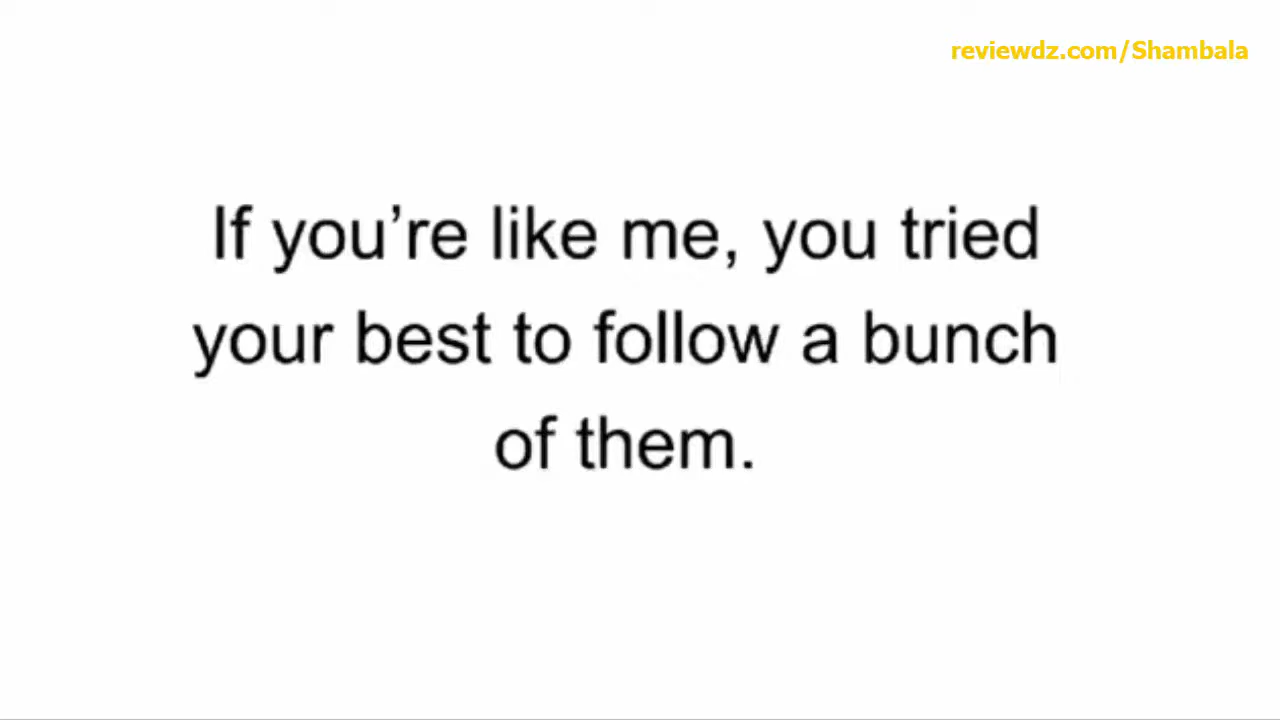 reviewdz.com/Shambala
If you’re like me, you tried
your best to follow a bunch
of them.